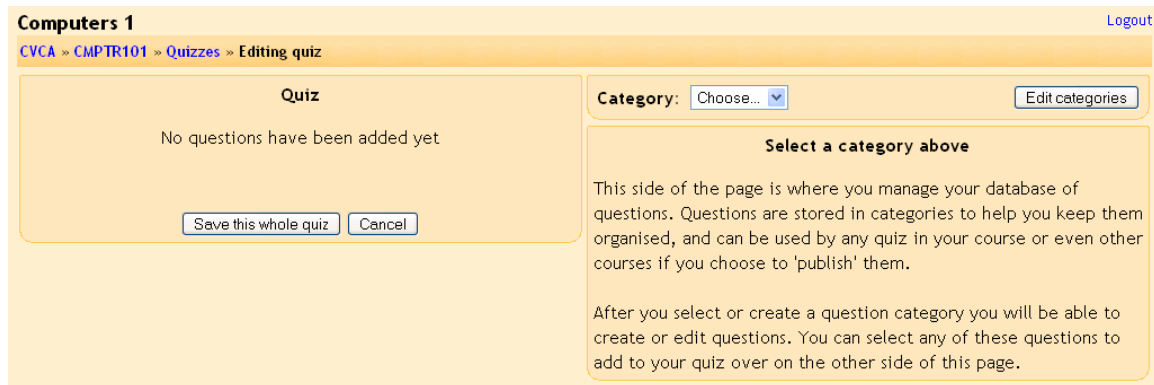 Computers 1
Logout
CVCA » CMPTR101 » Quizzes » Editing quiz
Quiz
No questions have been added yet
Save this whole quiz
Cancel
Category:
Choose...
Edit categories
Select a category above
This side of the page is where you manage your database of
questions. Questions are stored in categories to help you keep them
organised, and can be used by any quiz in your course or even other
courses if you choose to 'publish' them.
After you select or create a question category you will be able to
create or edit questions. You can select any of these questions to
add to your quiz over on the other side of this page.